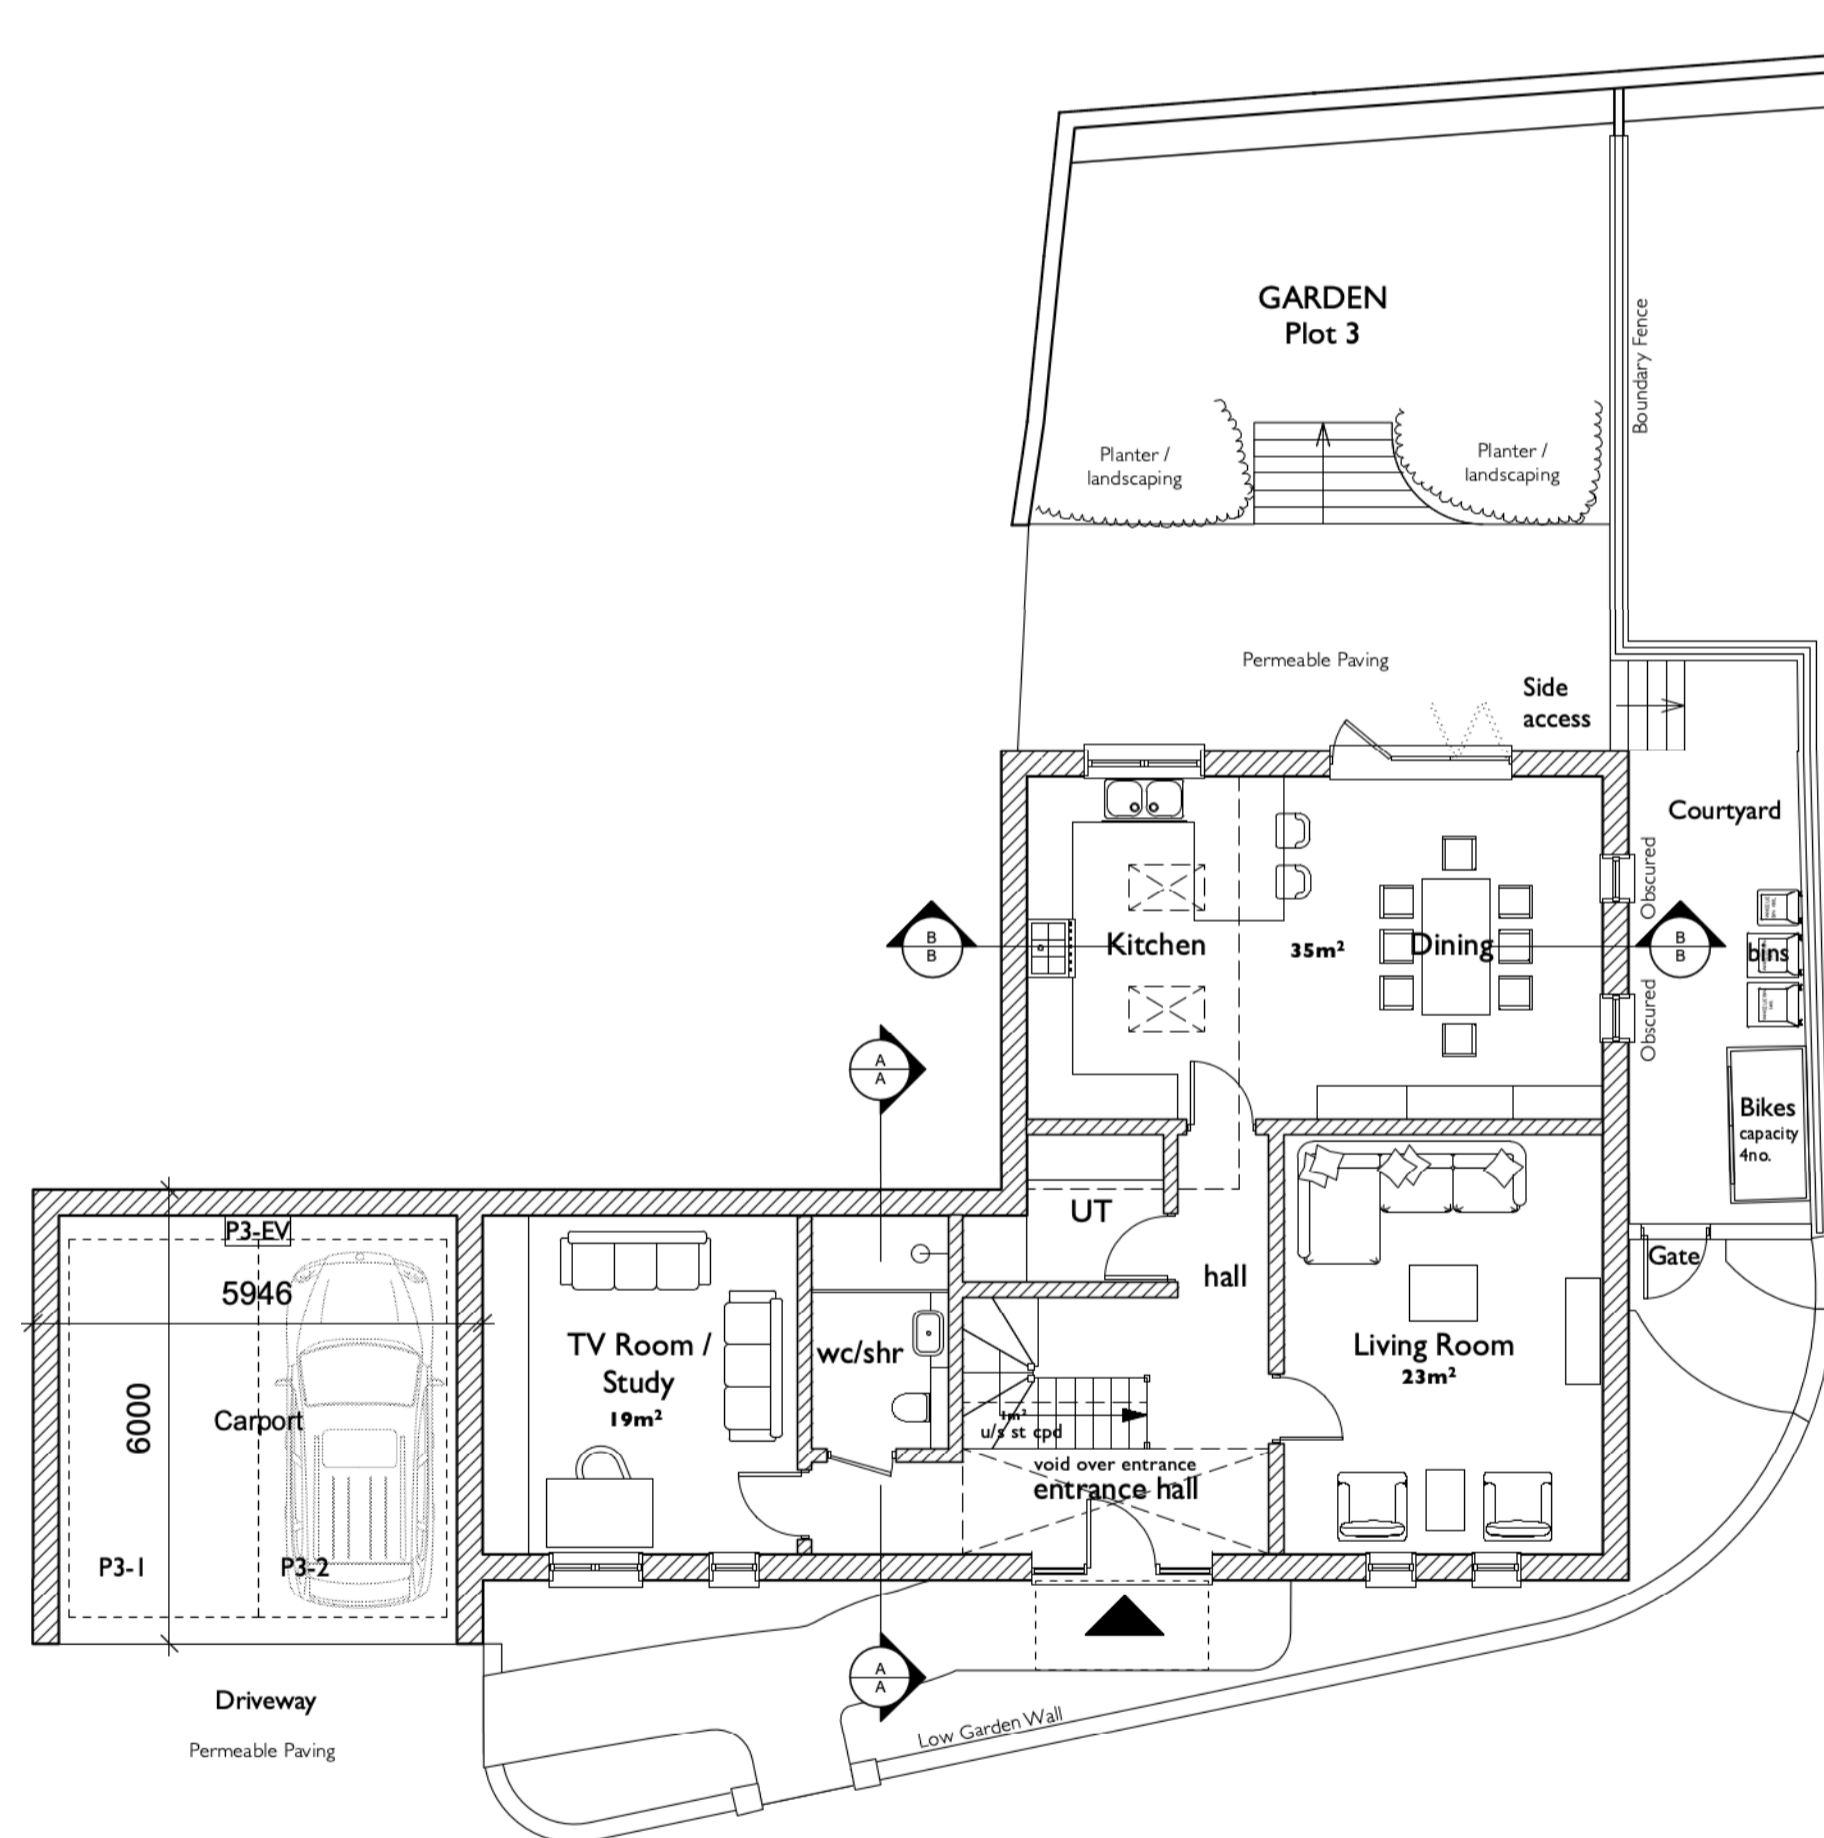 GARDEN
Plot 3
Boundary Fence
Planter /
landscaping
Planter /
landscaping
Permeable Paving
Side
access
Courtyard
Obscured
Obscured
B
B
Kitchen
35m²
Dining
B
B
bins
A
A
Bikes
capacity
4no.
UT
hall
Gate
P3-EV
5946
6000
Carport
P3-1
P3-2
TV Room /
Study
19m²
wc/shr
Living Room
23m²
1m²
u/s st cpd
void over entrance
entrance hall
A
A
Driveway
Permeable Paving
Low Garden Wall